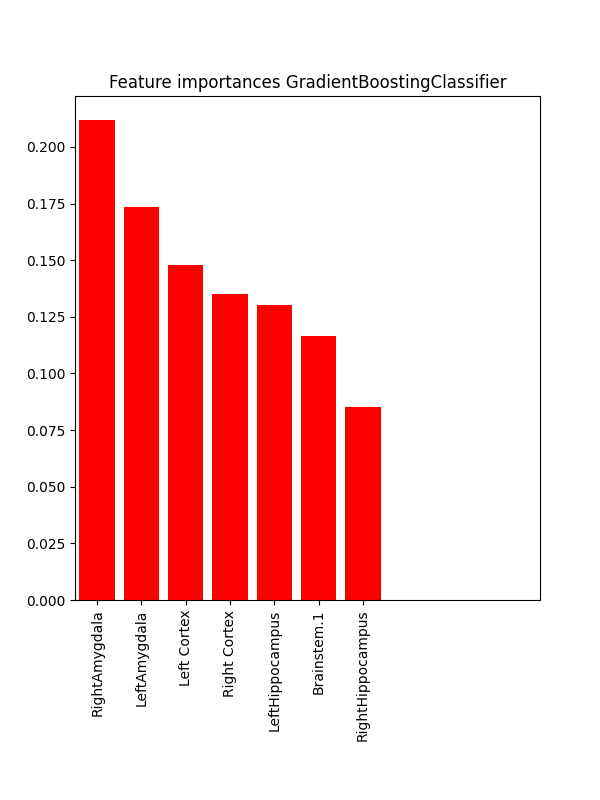 Feature importances GradientBoostingClassifier
0.200
0.175
0.150
0.125
0.100
0.075
0.050
0.025
0.000
RightAmygdala
LeftAmygdala
Left Cortex
Right Cortex
LeftHippocampus
Brainstem.1
RightHippocampus